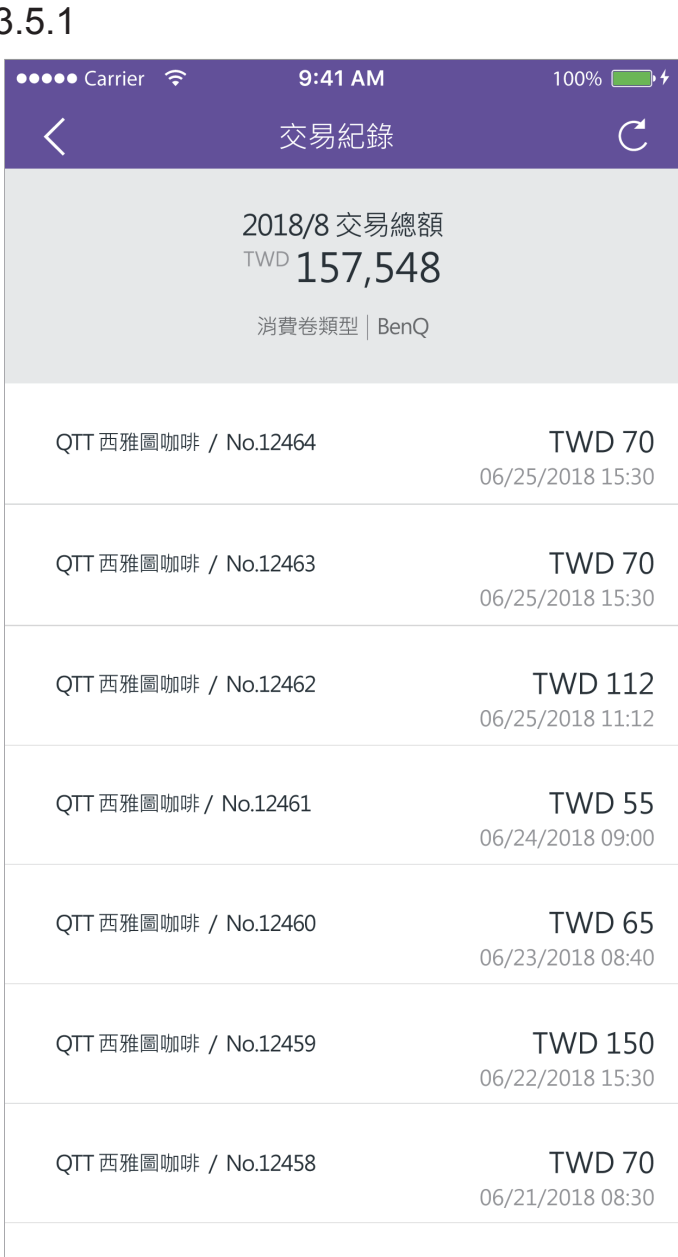 3.5.1
Carrier 9:41 AM 100%
交易紀錄
2018/8 交易總額
TWD 157,548
消費卷類型 | BenQ
QTT 西雅圖咖啡 / No.12464 TWD 70
06/25/2018 15:30
QTT 西雅圖咖啡 / No.12463 TWD 70
06/25/2018 15:30
QTT 西雅圖咖啡 / No.12462 TWD 112
06/25/2018 11:12
QTT 西雅圖咖啡 / No.12461 TWD 55
06/24/2018 09:00
QTT 西雅圖咖啡 / No.12460 TWD 65
06/23/2018 08:40
QTT 西雅圖咖啡 / No.12459 TWD 150
06/22/2018 15:30
QTT 西雅圖咖啡 / No.12458 TWD 70
06/21/2018 08:30